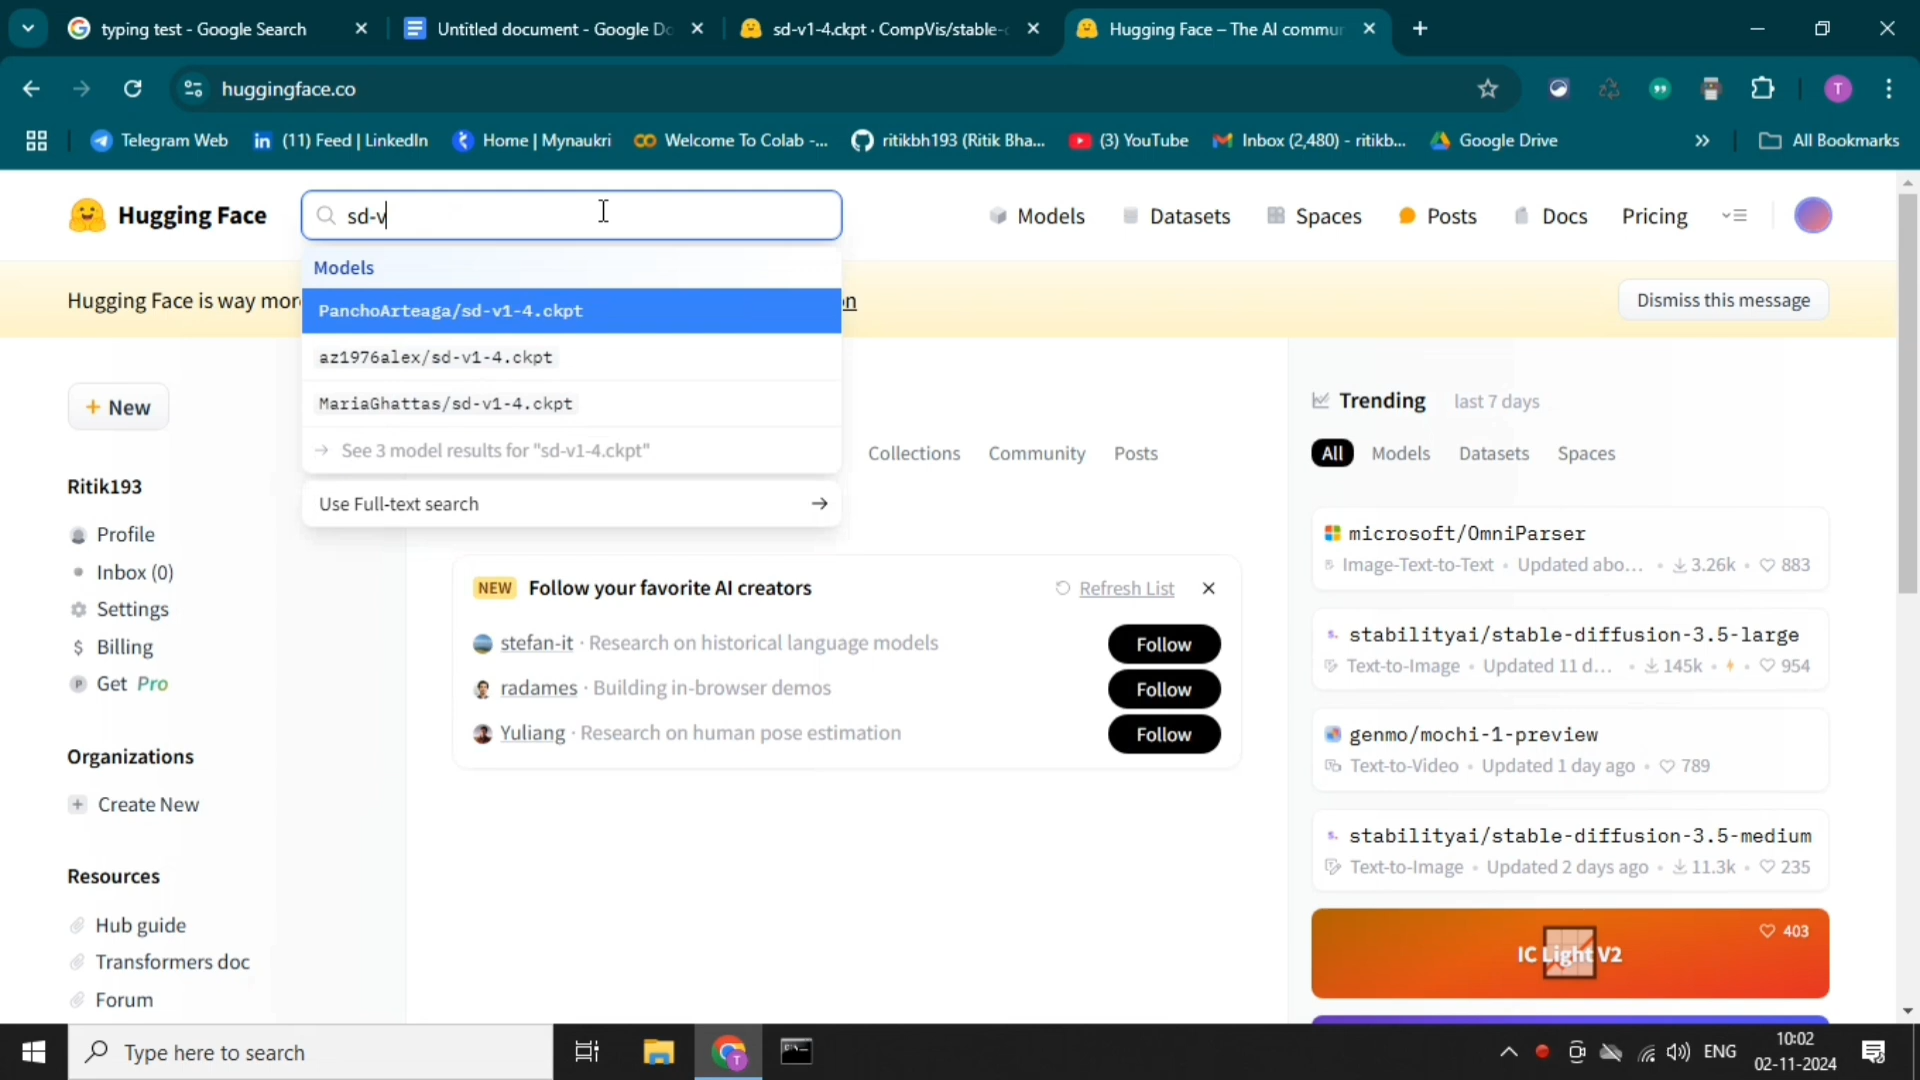 typing test - Google Search
Untitled document - Google Do
sd-v1-4.ckpt · CompVis/stable-
Hugging Face – The AI commun
huggingface.co
Telegram Web
(11) Feed | LinkedIn
Home | Mynaukri
Welcome To Colab -...
ritikbh193 (Ritik Bha...
(3) YouTube
Inbox (2,480) - ritikb...
Google Drive
All Bookmarks
T
Hugging Face
sd-v
Models
Datasets
Spaces
Posts
Docs
Pricing
Models
Hugging Face is way mor
n
Dismiss this message
PanchoArteaga/sd-v1-4.ckpt
az1976alex/sd-v1-4.ckpt
MariaGhattas/sd-v1-4.ckpt
See 3 model results for "sd-v1-4.ckpt"
Use Full-text search
+ New
Collections
Community
Posts
Trending last 7 days
All
Models
Datasets
Spaces
Ritik193
Profile
Inbox (0)
Settings
$ Billing
P Get Pro
Organizations
+ Create New
Resources
Hub guide
Transformers doc
Forum
NEW Follow your favorite AI creators
Refresh List
stefan-it · Research on historical language models
Follow
radames · Building in-browser demos
Follow
Yuliang · Research on human pose estimation
Follow
microsoft/OmniParser
Image-Text-to-Text • Updated abo... • 3.26k • 883
s. stabilityai/stable-diffusion-3.5-large
Text-to-Image • Updated 11 d... • 145k • 954
genmo/mochi-1-preview
Text-to-Video • Updated 1 day ago • 789
s. stabilityai/stable-diffusion-3.5-medium
Text-to-Image • Updated 2 days ago • 11.3k • 235
403
IC Light V2
Type here to search
T
ENG
10:02
02-11-2024